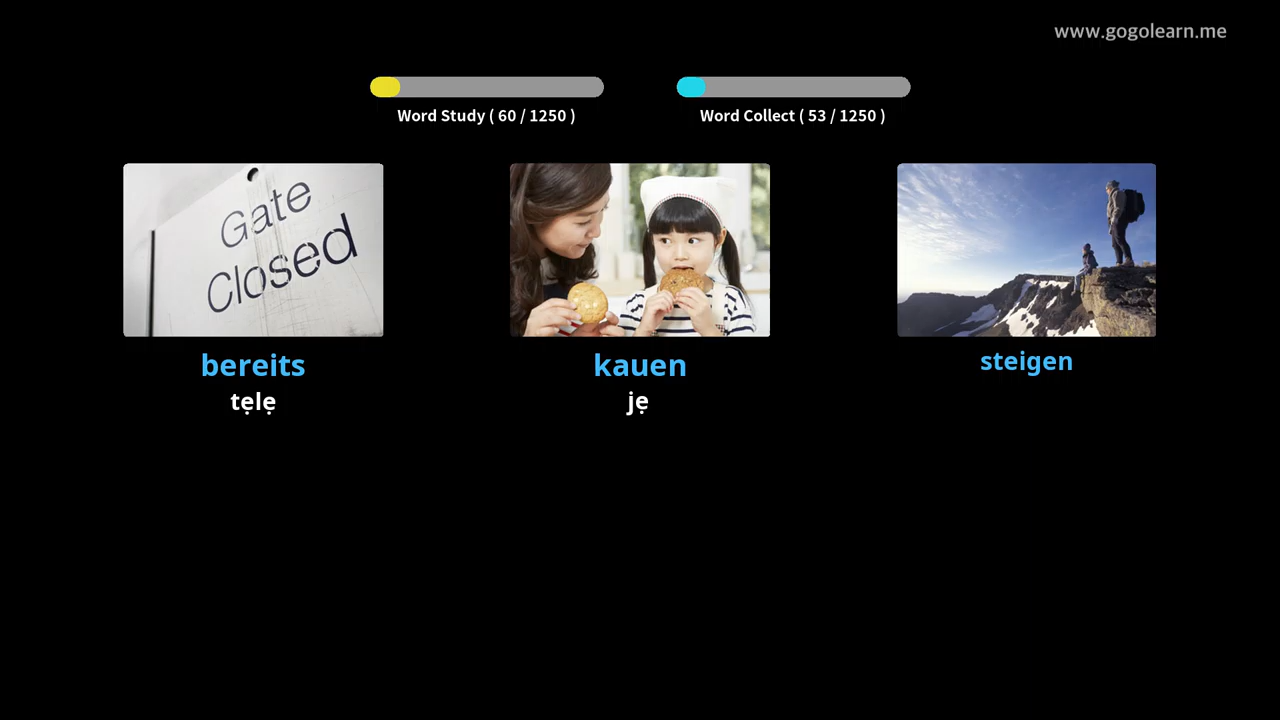 www.gogolearn.me
Word Study ( 60 / 1250 )
Word Collect ( 53 / 1250 )
Gate
Closed
bereits
kauen
steigen
tẹlẹ
jẹ